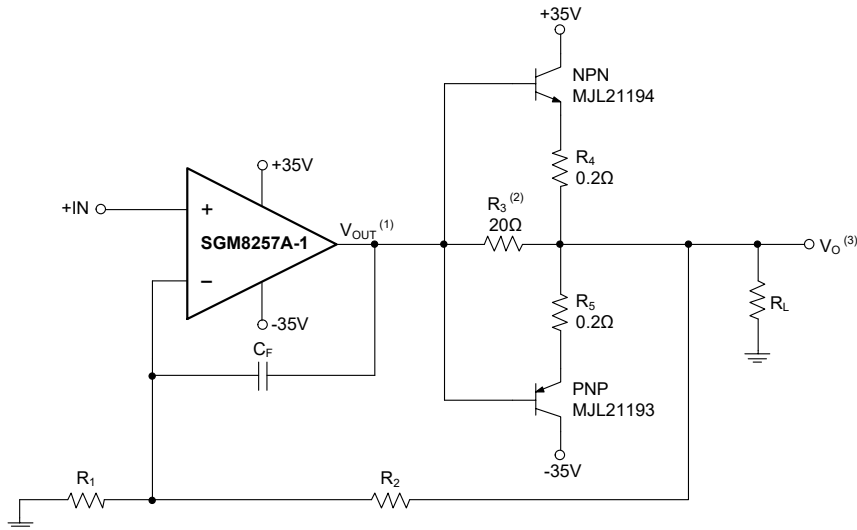 +35V
NPN
MJL21194
+35V
R4
0.2Ω
+IN
+
R3 (2)
20Ω
VOUT (1)
SGM8257A-1
VO (3)
−
R5
0.2Ω
RL
-35V
CF
PNP
MJL21193
-35V
R1
R2